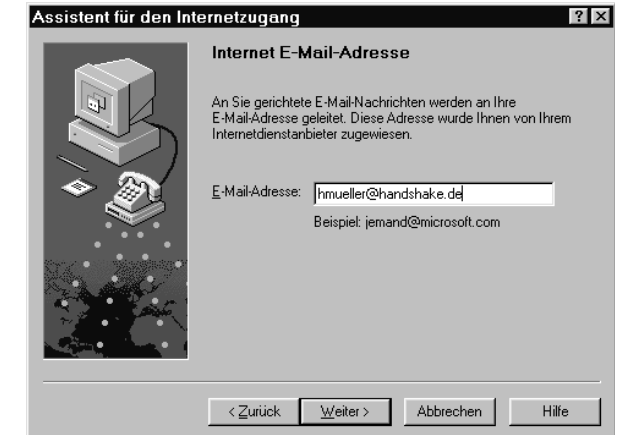 Assistent für den Internetzugang
Internet E-Mail-Adresse
An Sie gerichtete E-Mail-Nachrichten werden an Ihre
E-Mail-Adresse geleitet. Diese Adresse wurde Ihnen von Ihrem
Internetdienstanbieter zugewiesen.
E-Mail-Adresse: hmueller@handshake.de
Beispiel: jemand@microsoft.com
< Zurück Weiter > Abbrechen Hilfe